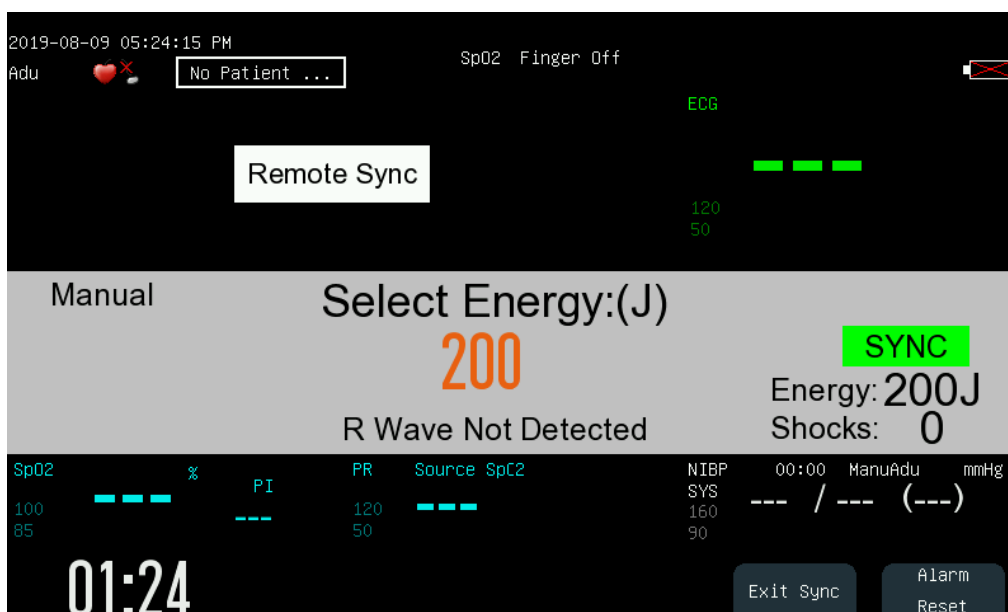 2019-08-09 05:24:15 PM
SpO2 Finger Off
Adu
No Patient ...
ECG
Remote Sync
120
50
Manual
Select Energy:(J)
200
SYNC
Energy: 200J
R Wave Not Detected
Shocks: 0
SpO2 %
PI
PR Source SpC2
NIBP 00:00 ManuAdu mmHg
SYS
--- / --- (---)
100
85
---
---
120
50
---
160
90
01:24
Exit Sync
Alarm
Reset